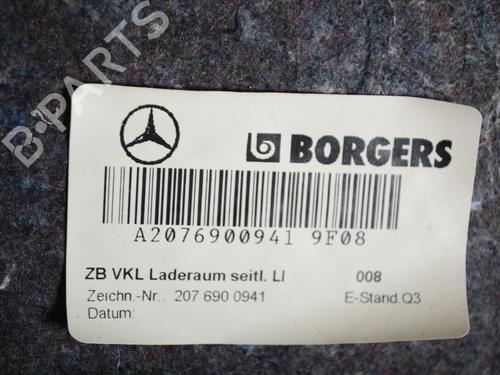 B-PARTS
BORGERS
A2076900941 9F08
ZB VKL Laderaum seitl. LI 008
Zeichn.-Nr.. 207 690 0941 E-Stand.Q3
Datum: